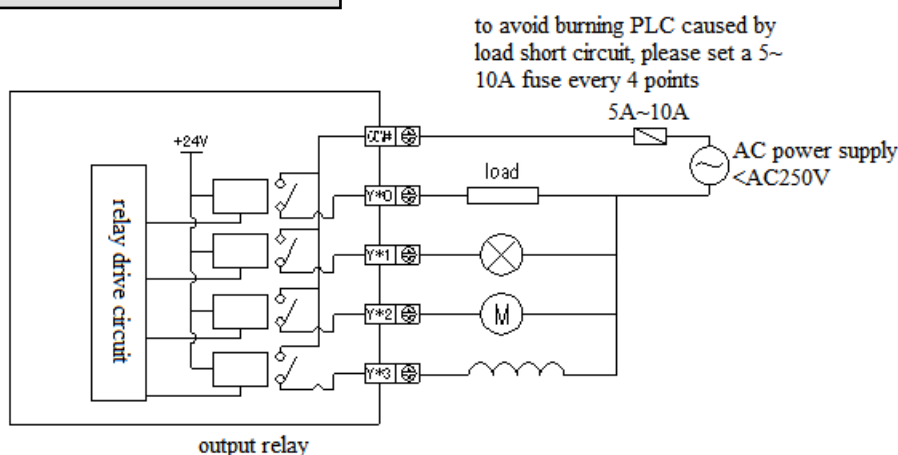 to avoid burning PLC caused by
load short circuit, please set a 5~
10A fuse every 4 points
5A~10A
AC power supply
<AC250V
+24V
load
Y*0
Y*1
Y*2
M
Y*3
relay drive circuit
output relay